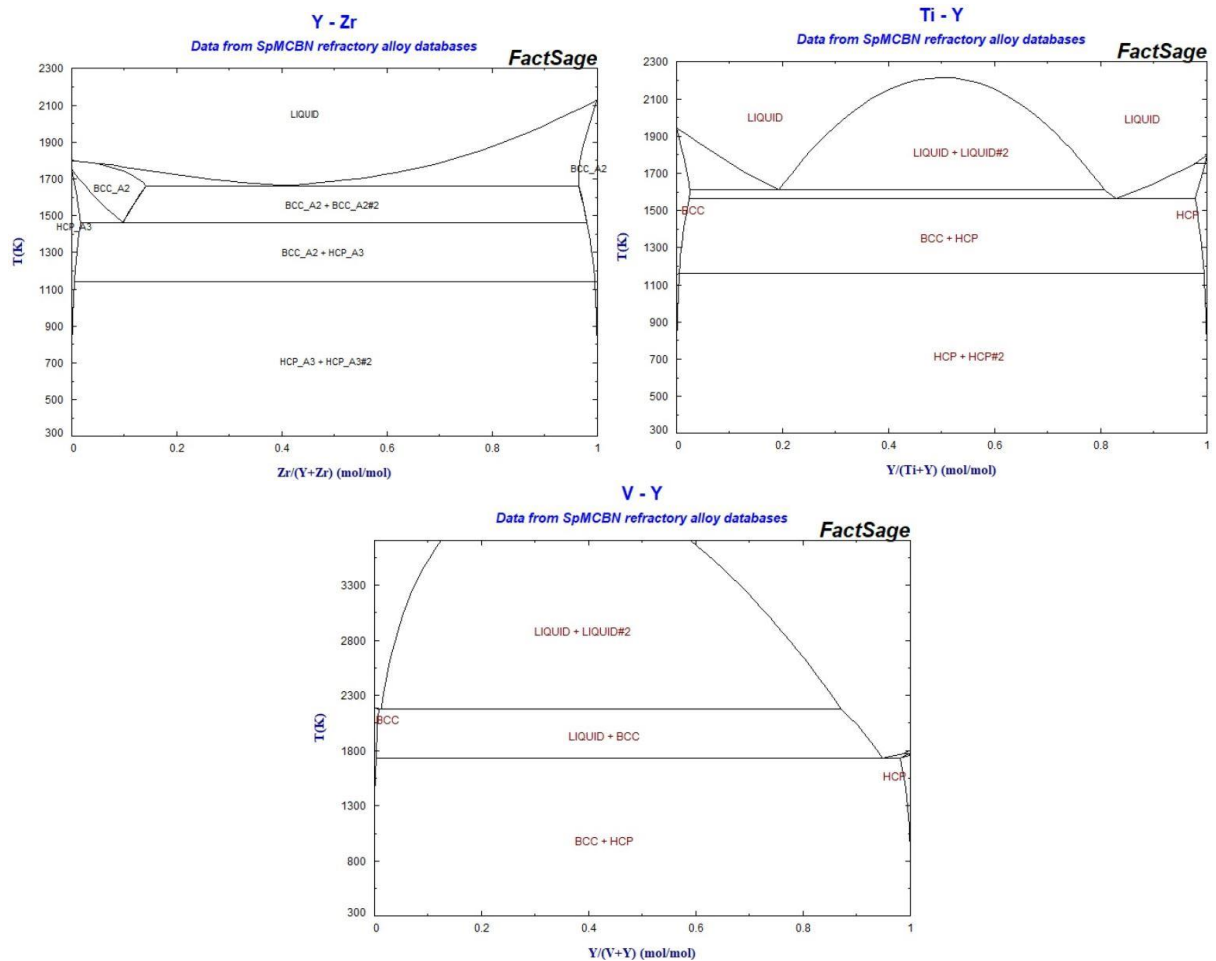 Y - Zr
Data from SpMCBN refractory alloy databases
FactSage
2300
2100
1900
1700
1500
1300
1100
900
700
500
300
T(K)
LIQUID
BCC_A2
BCC_A2
BCC_A2 + BCC_A2#2
HCP_A3
BCC_A2 + HCP_A3
HCP_A3 + HCP_A3#2
0 0.2 0.4 0.6 0.8 1
Zr/(Y+Zr) (mol/mol)
Ti - Y
Data from SpMCBN refractory alloy databases
FactSage
2300
2100
1900
1700
1500
1300
1100
900
700
500
300
T(K)
LIQUID
LIQUID
LIQUID + LIQUID#2
BCC
HCP
BCC + HCP
HCP + HCP#2
0 0.2 0.4 0.6 0.8 1
Y/(Ti+Y) (mol/mol)
V - Y
Data from SpMCBN refractory alloy databases
FactSage
3300
2800
2300
1800
1300
800
300
T(K)
LIQUID + LIQUID#2
BCC
LIQUID + BCC
HCP
BCC + HCP
0 0.2 0.4 0.6 0.8 1
Y/(V+Y) (mol/mol)